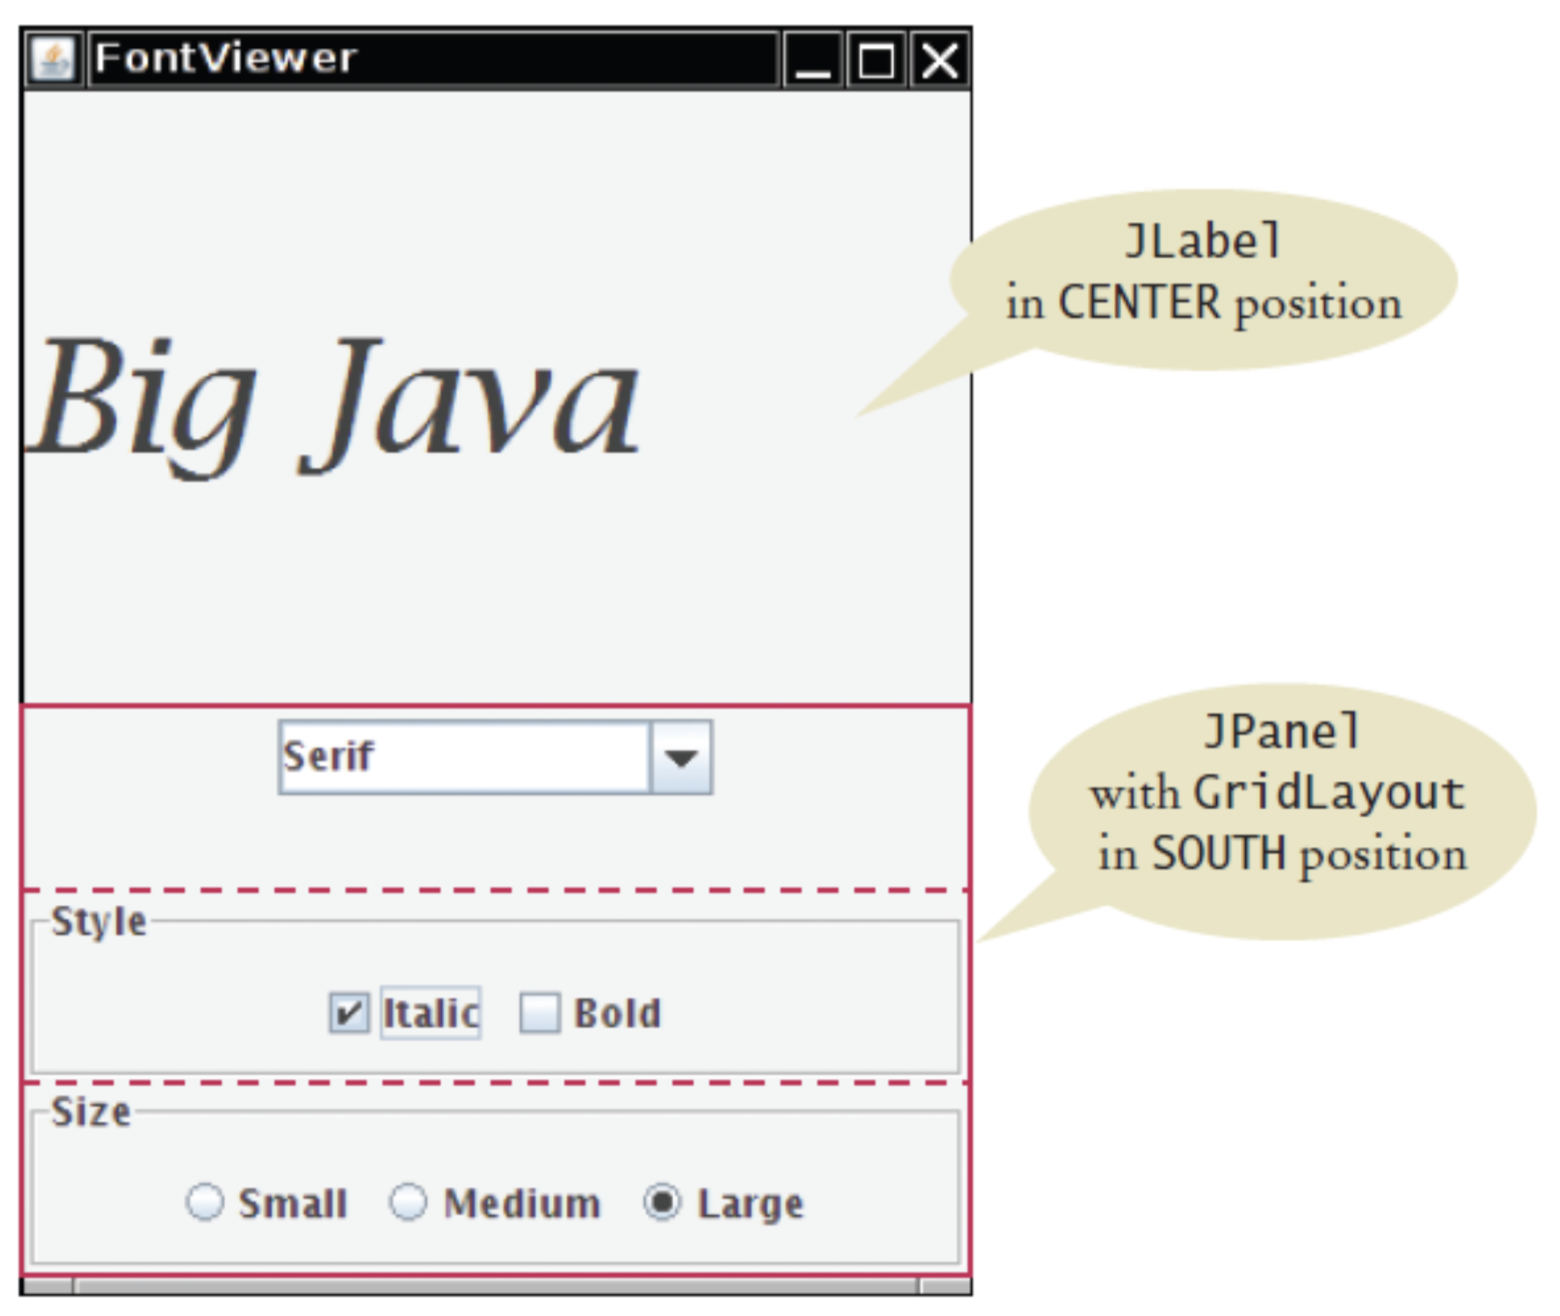 FontViewer
JLabel
in CENTER position
Big Java
JPanel
with GridLayout
in SOUTH position
Serif
Style
Italic Bold
Size
Small Medium Large